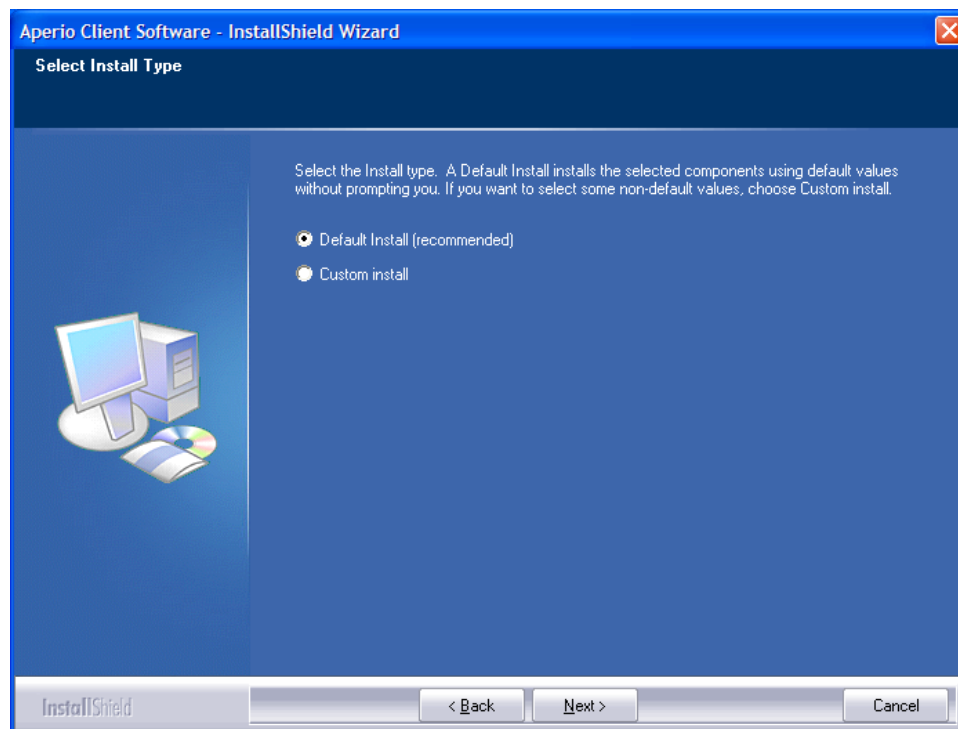 Aperio Client Software - InstallShield Wizard
Select Install Type
Select the Install type. A Default Install installs the selected components using default values
without prompting you. If you want to select some non-default values, choose Custom install.
Default Install (recommended)
Custom install
InstallShield
< Back
Next >
Cancel